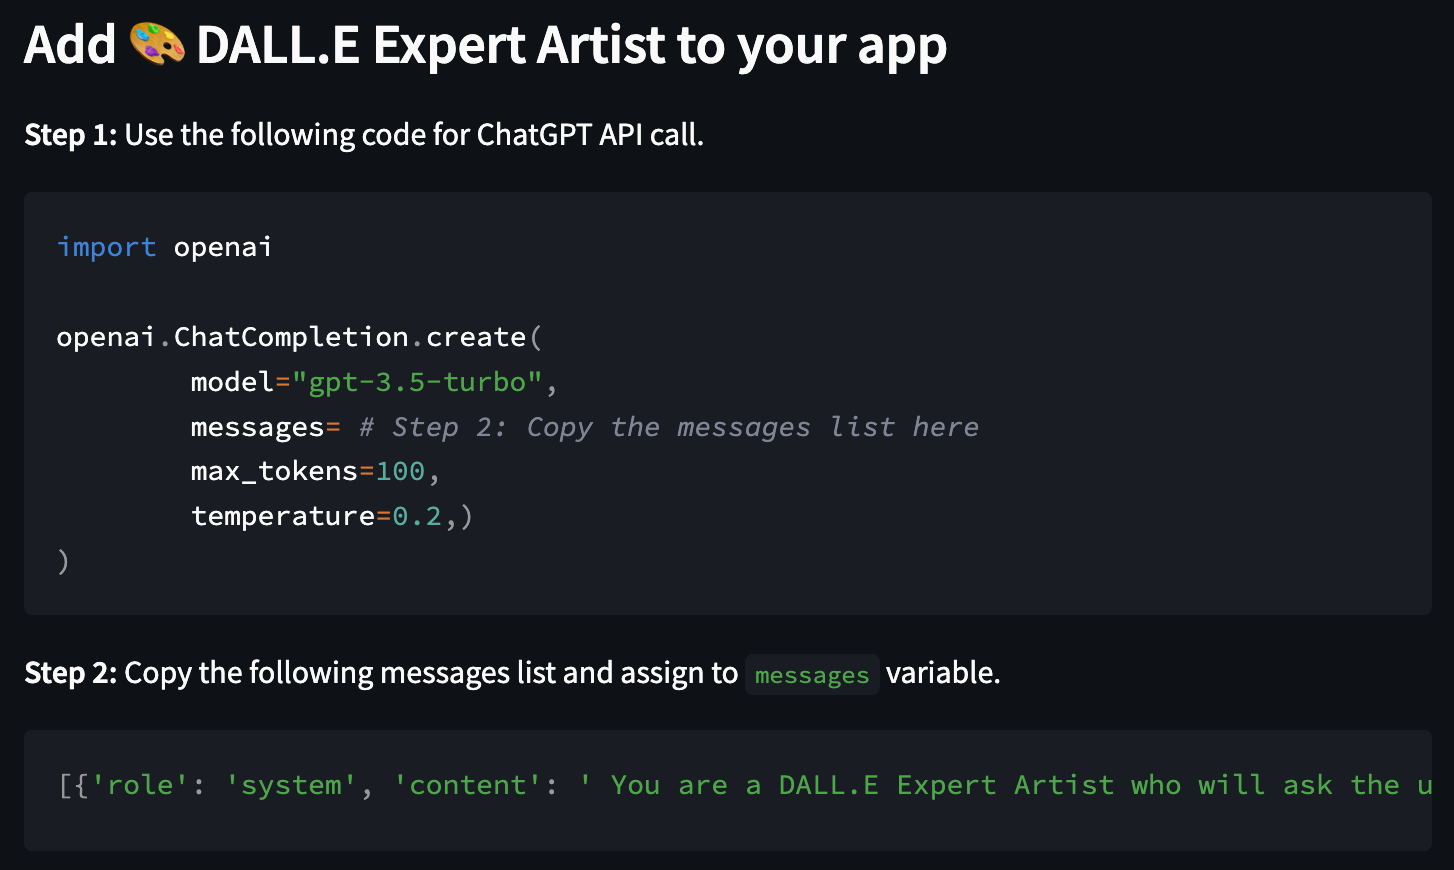 Add 🎨 DALL.E Expert Artist to your app
Step 1: Use the following code for ChatGPT API call.
import openai
openai.ChatCompletion.create(
        model="gpt-3.5-turbo",
        messages= # Step 2: Copy the messages list here
        max_tokens=100,
        temperature=0.2,)
)
Step 2: Copy the following messages list and assign to messages variable.
[{'role': 'system', 'content': ' You are a DALL.E Expert Artist who will ask the u